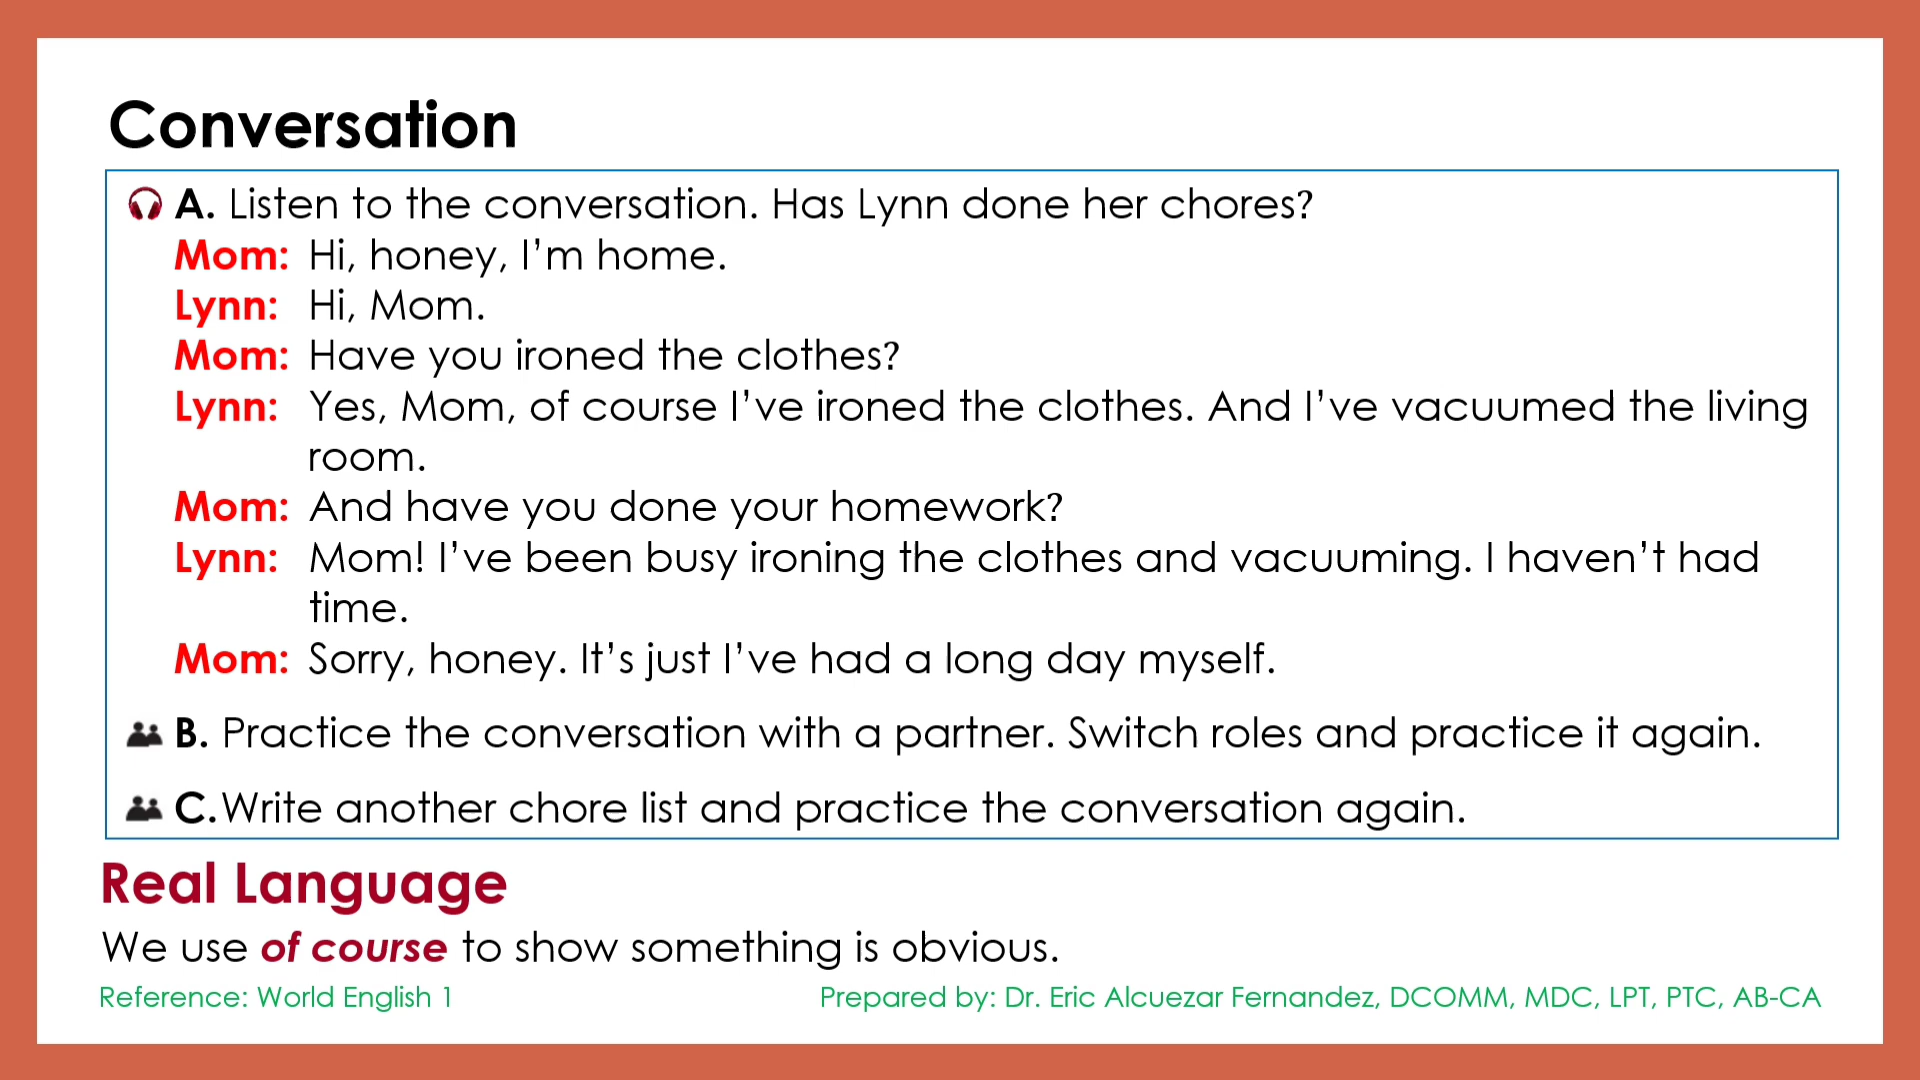 Conversation
A. Listen to the conversation. Has Lynn done her chores?
Mom: Hi, honey, I’m home.
Lynn: Hi, Mom.
Mom: Have you ironed the clothes?
Lynn: Yes, Mom, of course I’ve ironed the clothes. And I’ve vacuumed the living
room.
Mom: And have you done your homework?
Lynn: Mom! I’ve been busy ironing the clothes and vacuuming. I haven’t had
time.
Mom: Sorry, honey. It’s just I’ve had a long day myself.
B. Practice the conversation with a partner. Switch roles and practice it again.
C.Write another chore list and practice the conversation again.
Real Language
We use of course to show something is obvious.
Reference: World English 1 Prepared by: Dr. Eric Alcuezar Fernandez, DCOMM, MDC, LPT, PTC, AB-CA